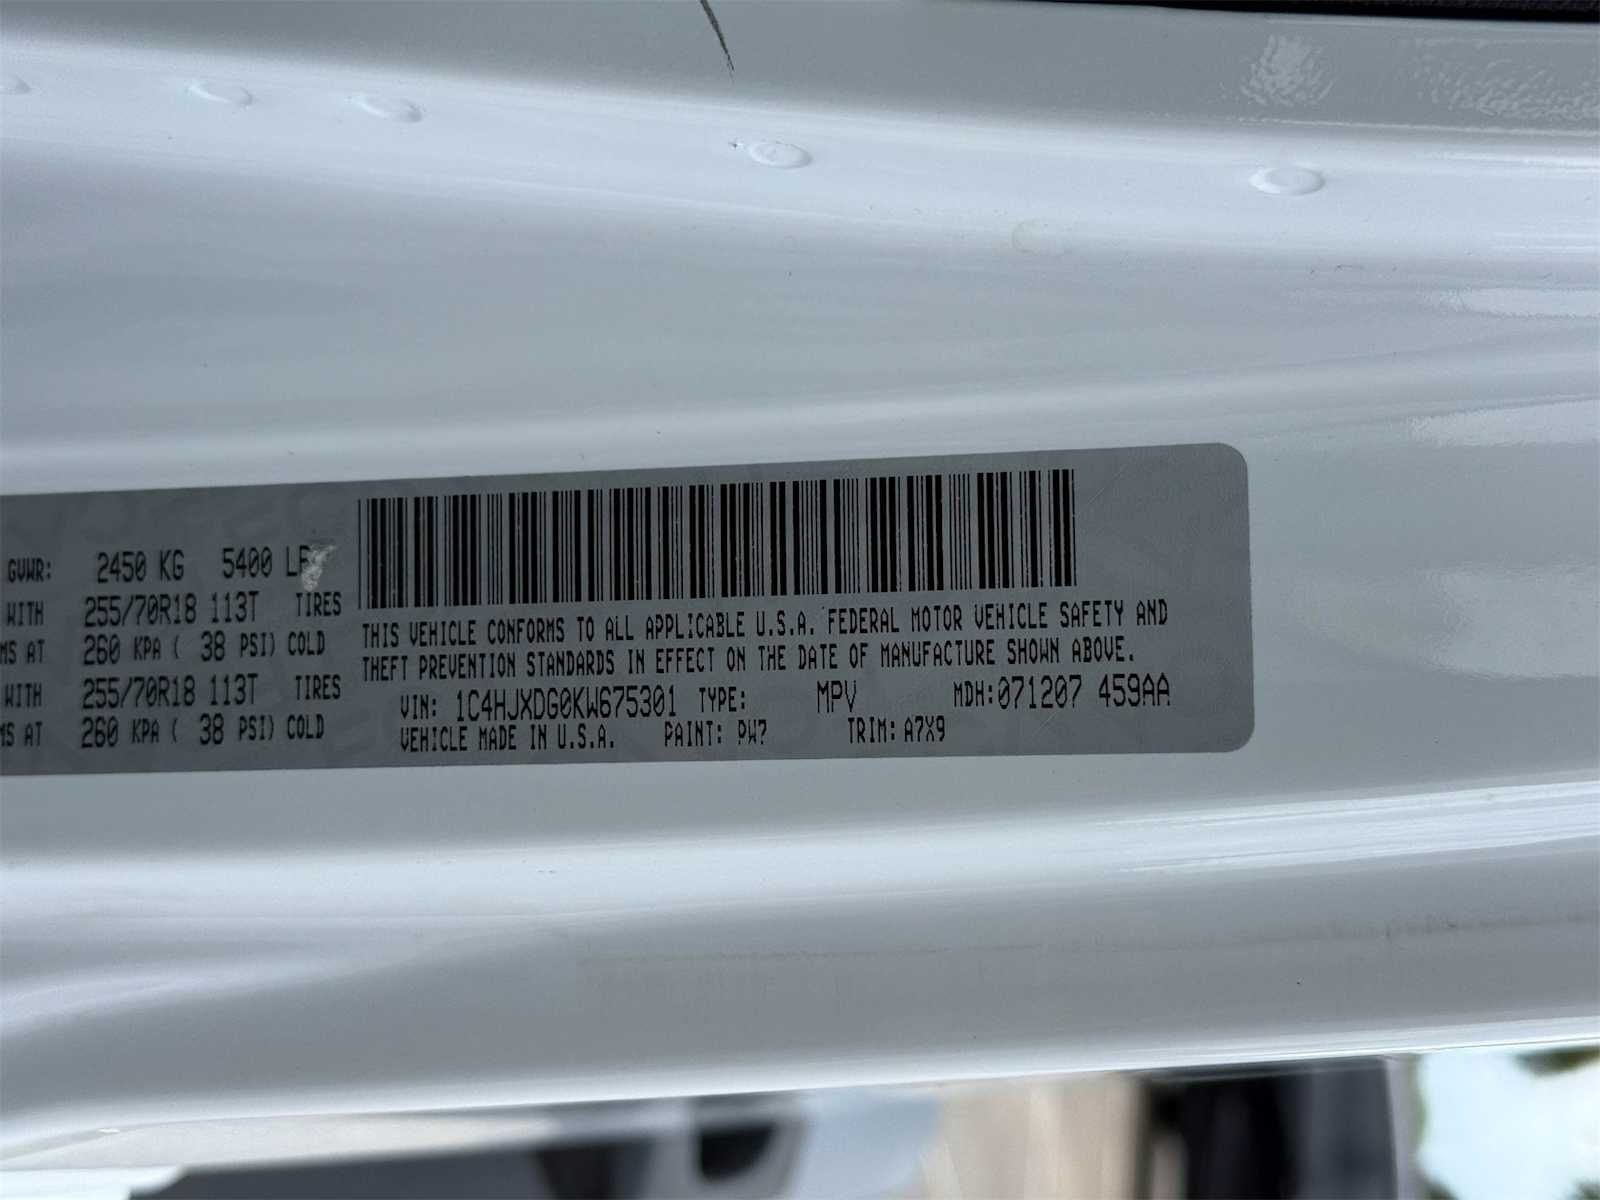 GVWR: 2450 KG 5400 LB
WITH 255/70R18 113T TIRES
MS AT 260 KPA ( 38 PSI) COLD
WITH 255/70R18 113T TIRES
MS AT 260 KPA ( 38 PSI) COLD
THIS VEHICLE CONFORMS TO ALL APPLICABLE U.S.A. FEDERAL MOTOR VEHICLE SAFETY AND
THEFT PREVENTION STANDARDS IN EFFECT ON THE DATE OF MANUFACTURE SHOWN ABOVE.
VIN: 1C4HJXDG0KW675301 TYPE: MPV MDH:071207 459AA
VEHICLE MADE IN U.S.A. PAINT: PW7 TRIM: A7X9